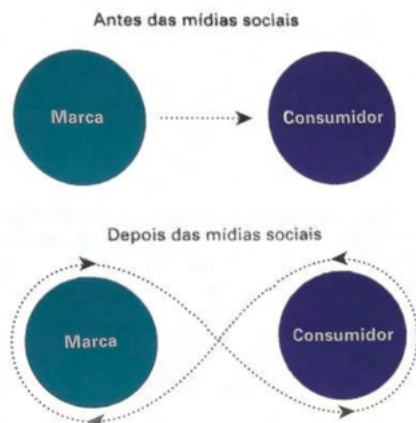 Antes das mídias sociais
Marca
Consumidor
Depois das mídias sociais
Marca
Consumidor